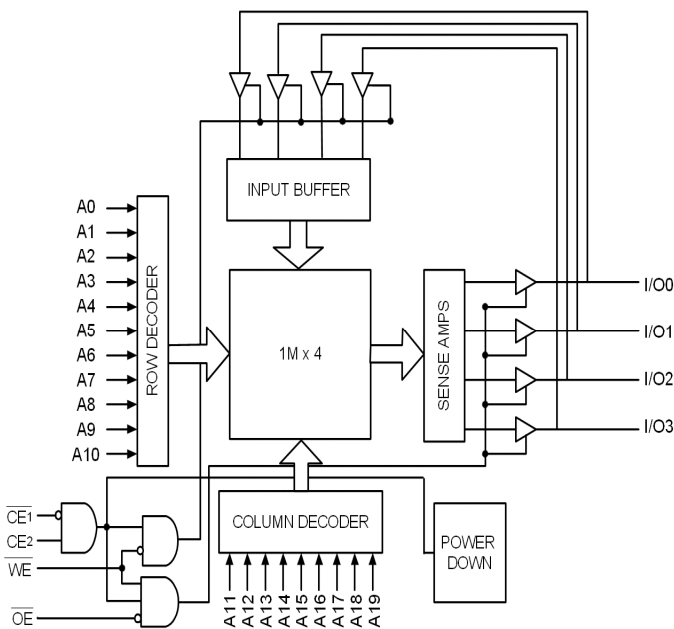 INPUT BUFFER
A0
A1
A2
A3
A4
A5
A6
A7
A8
A9
A10
ROW DECODER
1M x 4
SENSE AMPS
I/O0
I/O1
I/O2
I/O3
CE1
CE2
WE
OE
COLUMN DECODER
A11
A12
A13
A14
A15
A16
A17
A18
A19
POWER
DOWN